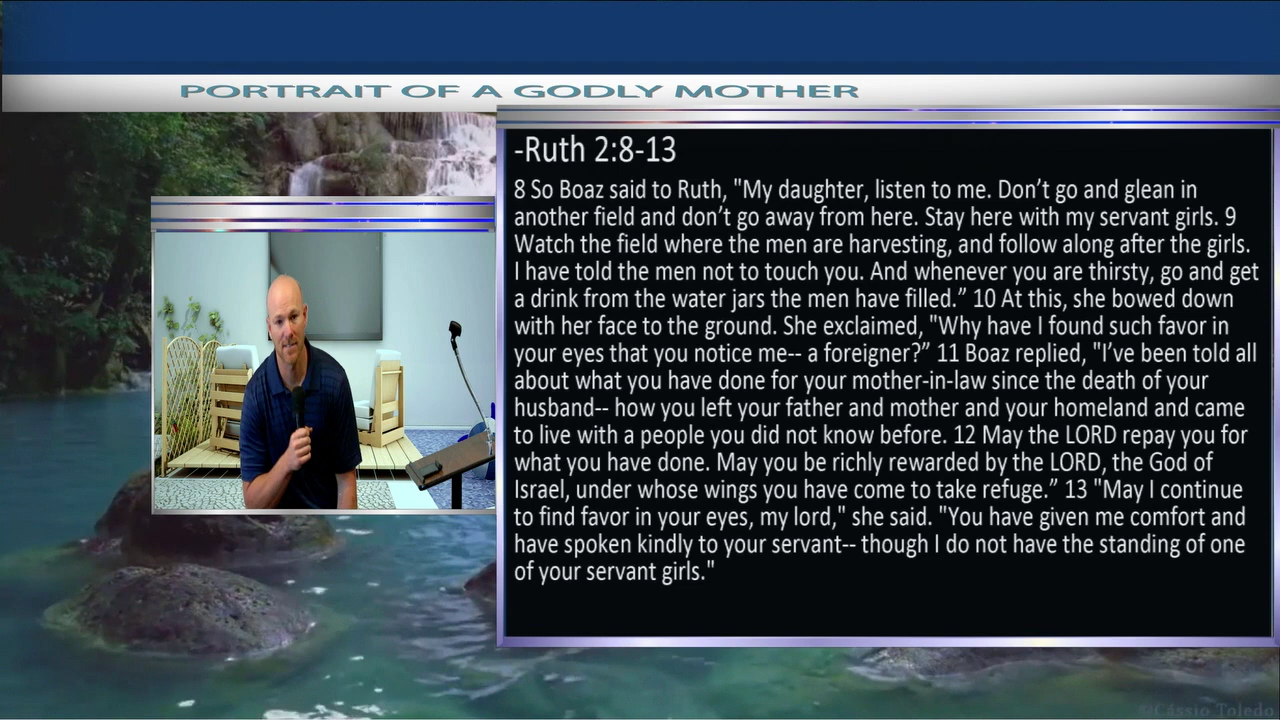 PORTRAIT OF A GODLY MOTHER
-Ruth 2:8-13
8 So Boaz said to Ruth, "My daughter, listen to me. Don’t go and glean in
another field and don’t go away from here. Stay here with my servant girls. 9
Watch the field where the men are harvesting, and follow along after the girls.
I have told the men not to touch you. And whenever you are thirsty, go and get
a drink from the water jars the men have filled.” 10 At this, she bowed down
with her face to the ground. She exclaimed, "Why have I found such favor in
your eyes that you notice me-- a foreigner?” 11 Boaz replied, "I’ve been told all
about what you have done for your mother-in-law since the death of your
husband-- how you left your father and mother and your homeland and came
to live with a people you did not know before. 12 May the LORD repay you for
what you have done. May you be richly rewarded by the LORD, the God of
Israel, under whose wings you have come to take refuge.” 13 "May I continue
to find favor in your eyes, my lord," she said. "You have given me comfort and
have spoken kindly to your servant-- though I do not have the standing of one
of your servant girls."
©Cássio Toledo